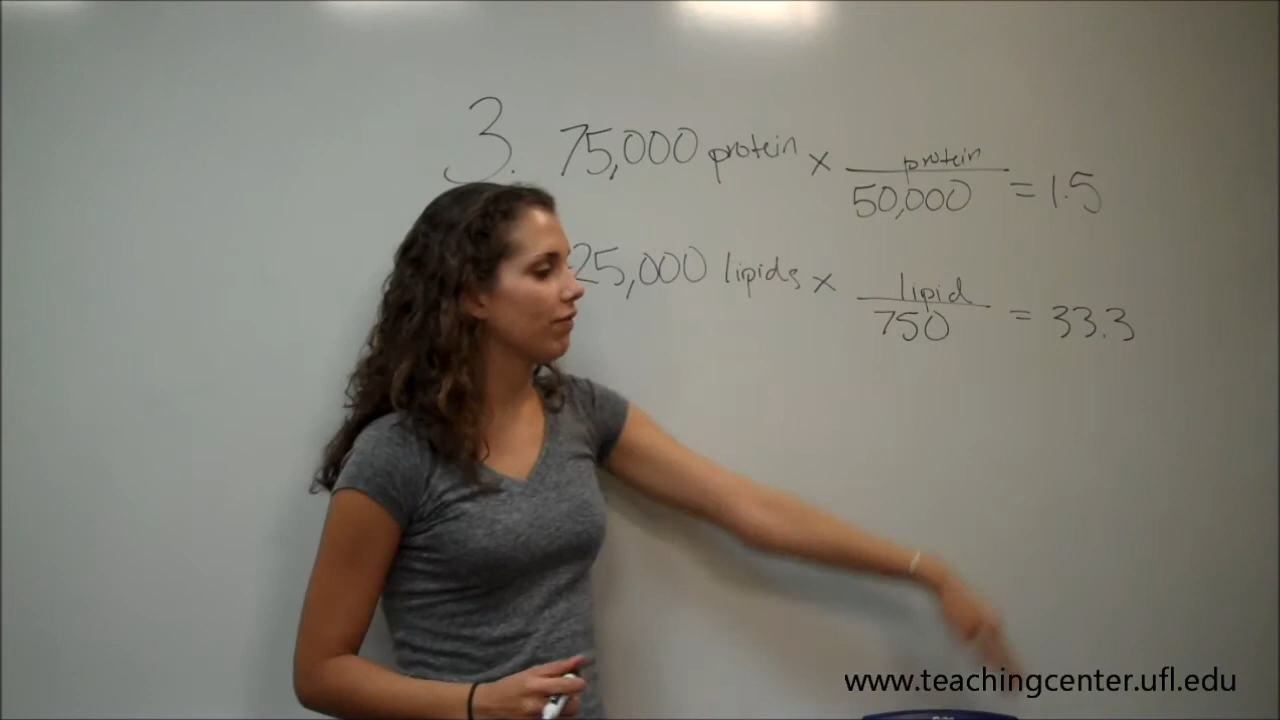 3. 75,000 protein x protein
50,000 = 1.5
25,000 lipids x lipid
750 = 33.3
www.teachingcenter.ufl.edu